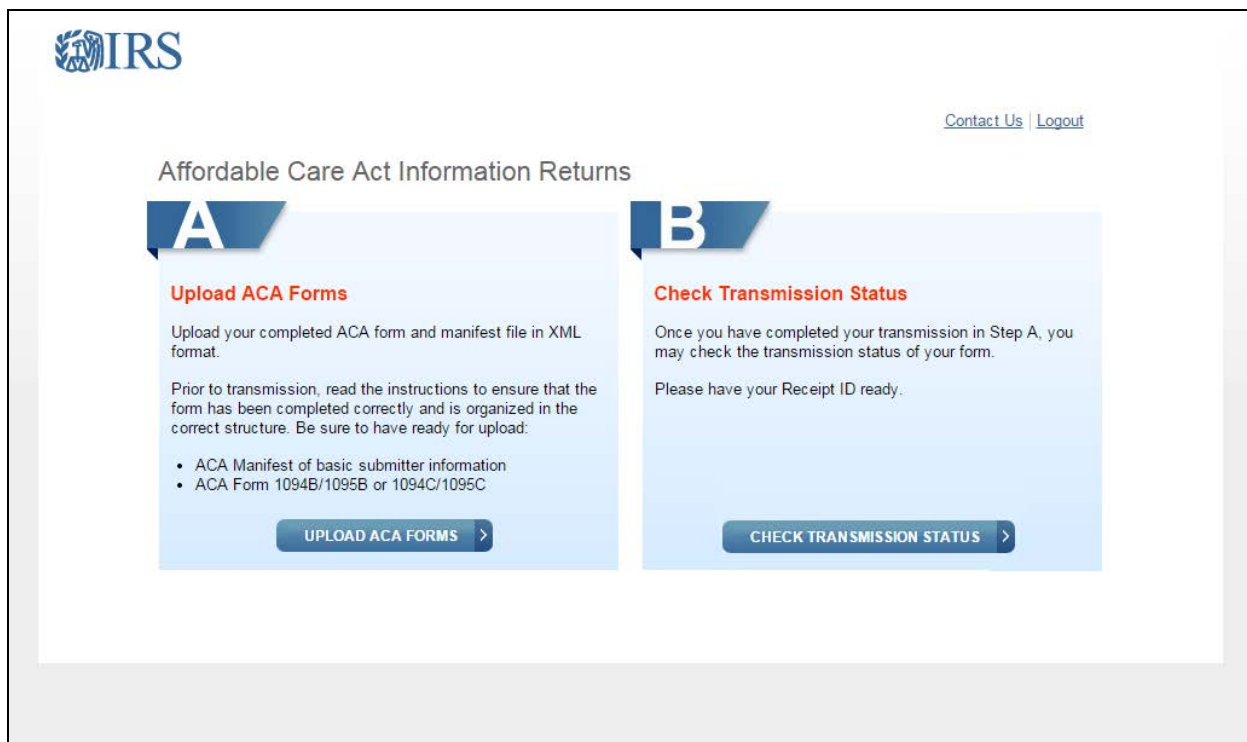 IRS
Contact Us | Logout
Affordable Care Act Information Returns
A
Upload ACA Forms
Upload your completed ACA form and manifest file in XML
format.
Prior to transmission, read the instructions to ensure that the
form has been completed correctly and is organized in the
correct structure. Be sure to have ready for upload:
• ACA Manifest of basic submitter information
• ACA Form 1094B/1095B or 1094C/1095C
UPLOAD ACA FORMS >
B
Check Transmission Status
Once you have completed your transmission in Step A, you
may check the transmission status of your form.
Please have your Receipt ID ready.
CHECK TRANSMISSION STATUS >